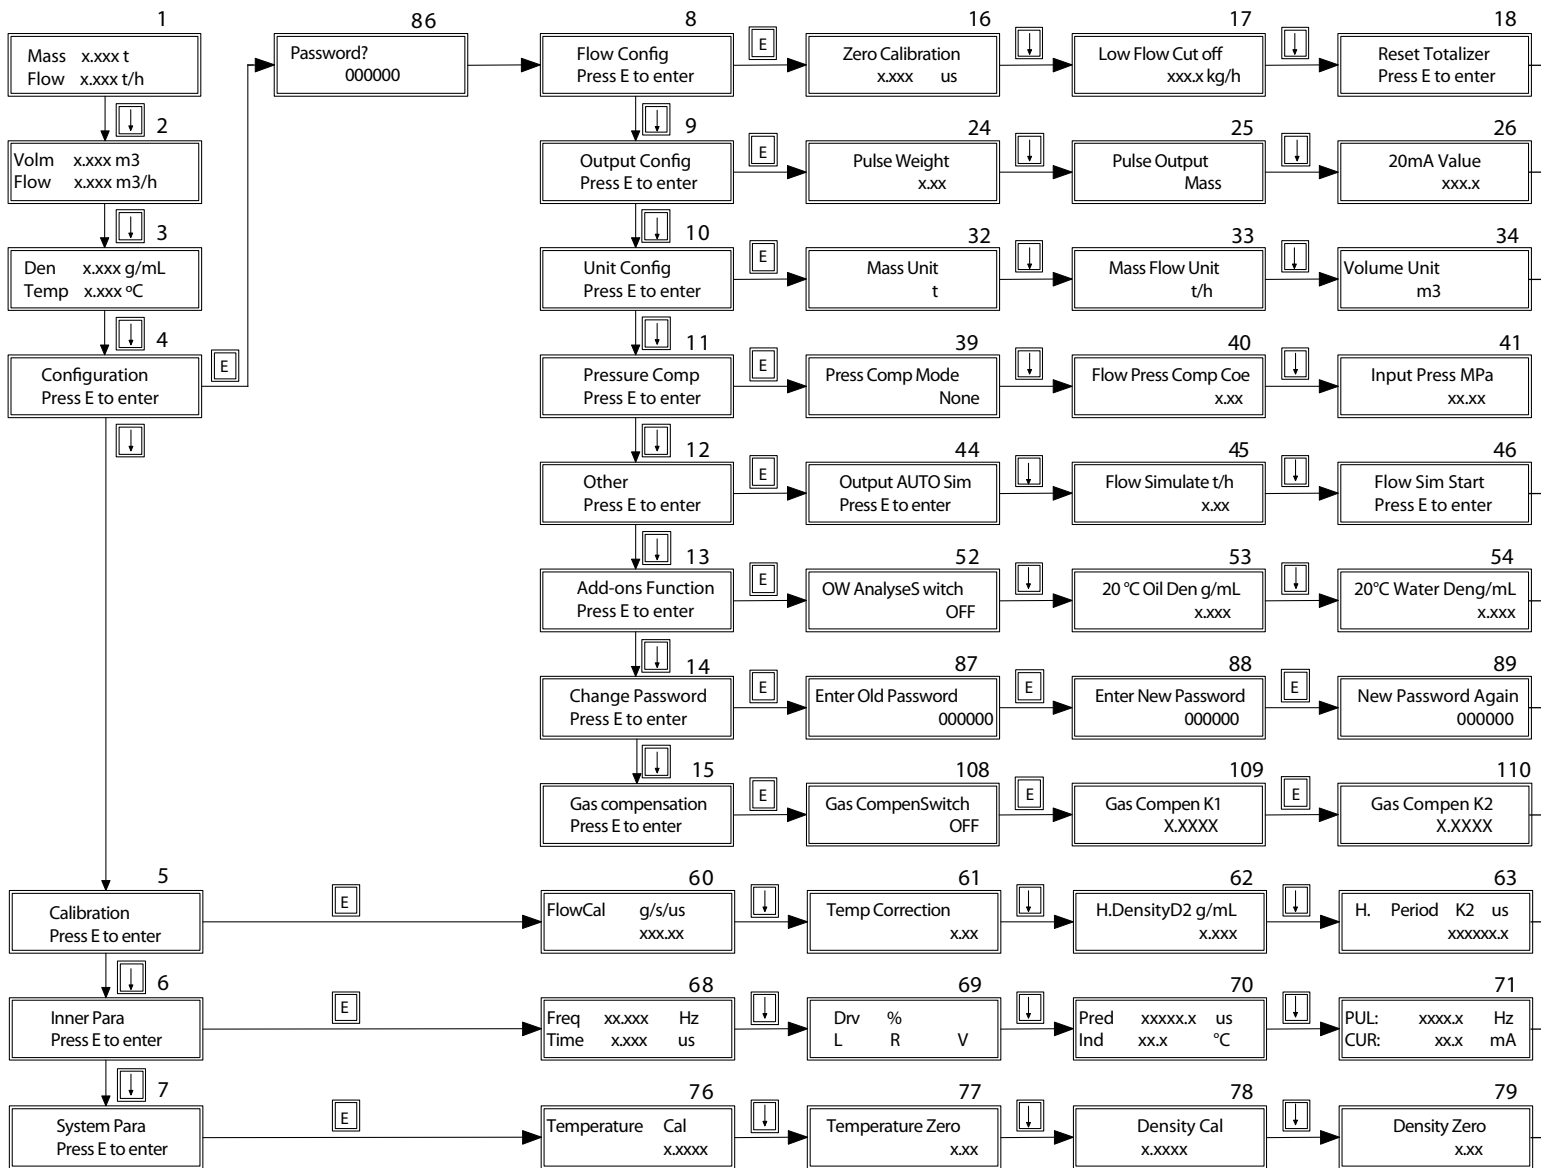 1
Mass x.xxx t
Flow x.xxx t/h
86
Password?
000000
8
Flow Config
Press E to enter
E
16
Zero Calibration
x.xxx us
↓
17
Low Flow Cut off
xxx.x kg/h
↓
18
Reset Totalizer
Press E to enter
↓
2
Volm x.xxx m3
Flow x.xxx m3/h
↓
9
Output Config
Press E to enter
E
24
Pulse Weight
x.xx
↓
25
Pulse Output
Mass
↓
26
20mA Value
xxx.x
↓
3
Den x.xxx g/mL
Temp x.xxx ºC
↓
10
Unit Config
Press E to enter
E
32
Mass Unit
t
↓
33
Mass Flow Unit
t/h
↓
34
Volume Unit
m3
↓
4
Configuration
Press E to enter
E
↓
↓
11
Pressure Comp
Press E to enter
E
39
Press Comp Mode
None
↓
40
Flow Press Comp Coe
x.xx
↓
41
Input Press MPa
xx.xx
↓
12
Other
Press E to enter
E
44
Output AUTO Sim
Press E to enter
↓
45
Flow Simulate t/h
x.xx
↓
46
Flow Sim Start
Press E to enter
↓
13
Add-ons Function
Press E to enter
E
52
OW AnalyseS witch
OFF
↓
53
20 °C Oil Den g/mL
x.xxx
↓
54
20°C Water Deng/mL
x.xxx
↓
14
Change Password
Press E to enter
E
87
Enter Old Password
000000
E
88
Enter New Password
000000
E
89
New Password Again
000000
↓
15
Gas compensation
Press E to enter
E
108
Gas CompenSwitch
OFF
E
109
Gas Compen K1
X.XXXX
E
110
Gas Compen K2
X.XXXX
5
Calibration
Press E to enter
E
60
FlowCal g/s/us
xxx.xx
↓
61
Temp Correction
x.xx
↓
62
H.DensityD2 g/mL
x.xxx
↓
63
H. Period K2 us
xxxxxx.x
↓
6
Inner Para
Press E to enter
E
68
Freq xx.xxx Hz
Time x.xxx us
↓
69
Drv %
L R V
↓
70
Pred xxxxx.x us
Ind xx.x °C
↓
71
PUL: xxxx.x Hz
CUR: xx.x mA
↓
7
System Para
Press E to enter
E
76
Temperature Cal
x.xxxx
↓
77
Temperature Zero
x.xx
↓
78
Density Cal
x.xxxx
↓
79
Density Zero
x.xx